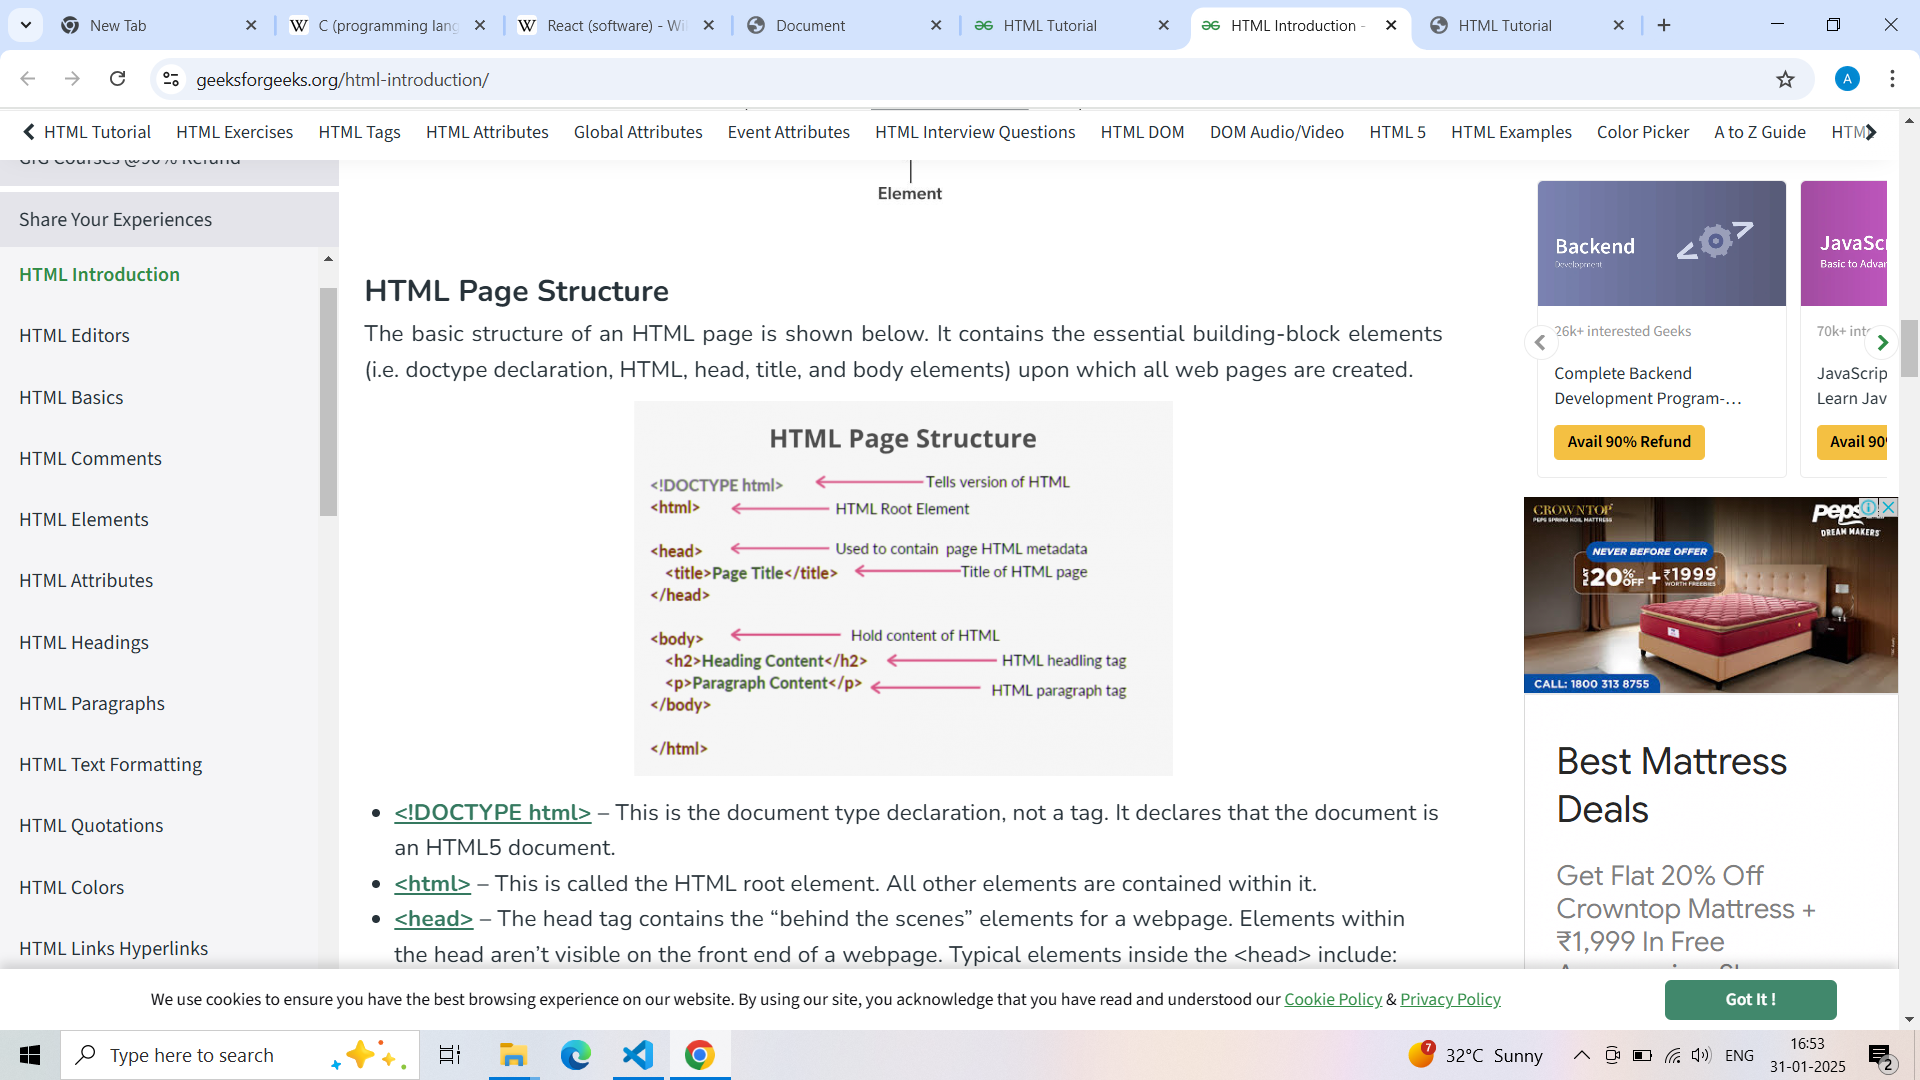 New Tab
C (programming lang
React (software) - Wi
Document
HTML Tutorial
HTML Introduction -
HTML Tutorial
geeksforgeeks.org/html-introduction/
A
HTML Tutorial HTML Exercises HTML Tags HTML Attributes Global Attributes Event Attributes HTML Interview Questions HTML DOM DOM Audio/Video HTML 5 HTML Examples Color Picker A to Z Guide HTM
GfG Courses @90% Refund
Share Your Experiences
HTML Introduction
HTML Editors
HTML Basics
HTML Comments
HTML Elements
HTML Attributes
HTML Headings
HTML Paragraphs
HTML Text Formatting
HTML Quotations
HTML Colors
HTML Links Hyperlinks
Element
HTML Page Structure
The basic structure of an HTML page is shown below. It contains the essential building-block elements
(i.e. doctype declaration, HTML, head, title, and body elements) upon which all web pages are created.
HTML Page Structure
<!DOCTYPE html> Tells version of HTML
<html> HTML Root Element
<head> Used to contain page HTML metadata
<title>Page Title</title> Title of HTML page
</head>
<body> Hold content of HTML
<h2>Heading Content</h2> HTML headling tag
<p>Paragraph Content</p> HTML paragraph tag
</body>
</html>
• <!DOCTYPE html> – This is the document type declaration, not a tag. It declares that the document is
an HTML5 document.
• <html> – This is called the HTML root element. All other elements are contained within it.
• <head> – The head tag contains the “behind the scenes” elements for a webpage. Elements within
the head aren’t visible on the front end of a webpage. Typical elements inside the <head> include:
Backend
Development
26k+ interested Geeks
Complete Backend
Development Program-...
Avail 90% Refund
JavaScr
Basic to Advan
70k+ inte
JavaScrip
Learn Jav
Avail 90
CROWNTOP
PEPS SPRING KOIL MATTRESS
Peps
DREAM MAKERS
NEVER BEFORE OFFER
FLAT 20% OFF + ₹1999* WORTH FREEBIES
CALL: 1800 313 8755
Best Mattress
Deals
Get Flat 20% Off
Crowntop Mattress +
₹1,999 In Free
We use cookies to ensure you have the best browsing experience on our website. By using our site, you acknowledge that you have read and understood our Cookie Policy & Privacy Policy
Got It !
Type here to search
7
32°C Sunny
ENG
16:53
31-01-2025
2